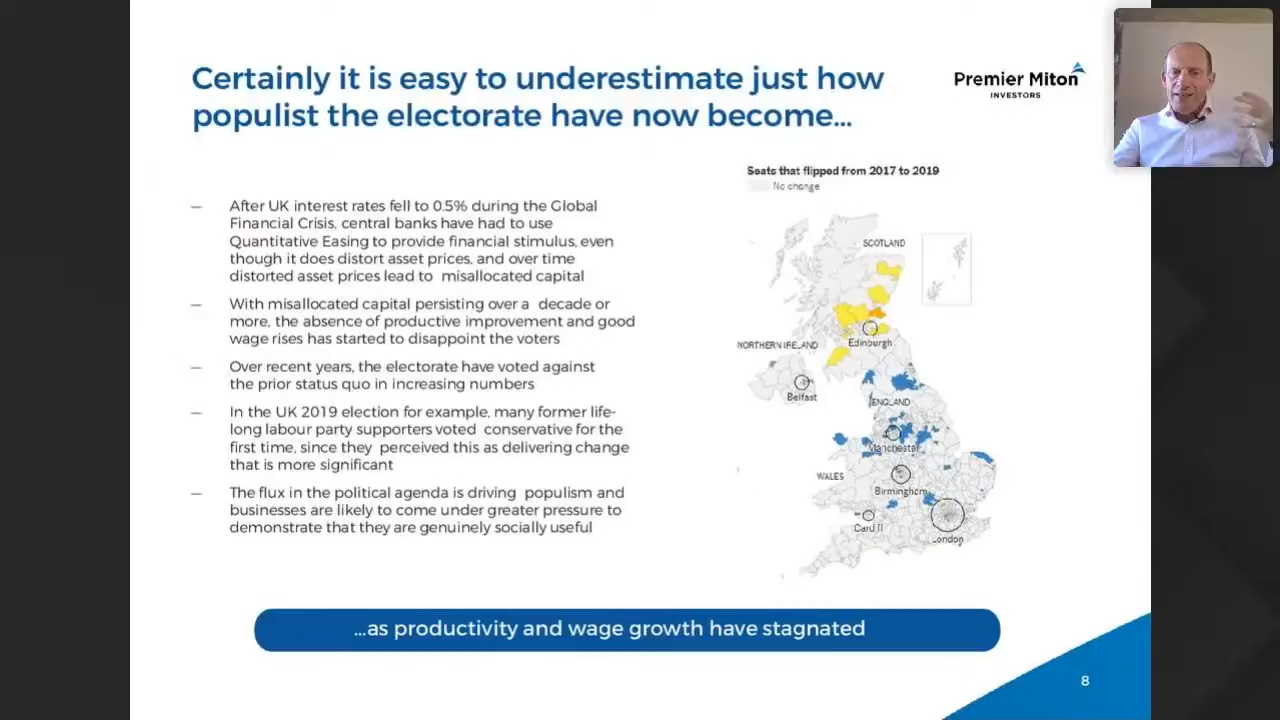 Certainly it is easy to underestimate just how
populist the electorate have now become...
Premier Miton
INVESTORS
— After UK interest rates fell to 0.5% during the Global
Financial Crisis, central banks have had to use
Quantitative Easing to provide financial stimulus, even
though it does distort asset prices, and over time
distorted asset prices lead to misallocated capital
— With misallocated capital persisting over a decade or
more, the absence of productive improvement and good
wage rises has started to disappoint the voters
— Over recent years, the electorate have voted against
the prior status quo in increasing numbers
— In the UK 2019 election for example, many former life-
long labour party supporters voted conservative for the
first time, since they perceived this as delivering change
that is more significant
— The flux in the political agenda is driving populism and
businesses are likely to come under greater pressure to
demonstrate that they are genuinely socially useful
Seats that flipped from 2017 to 2019
No change
SCOTLAND
Edinburgh
NORTHERN IRELAND
Belfast
ENGLAND
Manchester
WALES
Birmingham
Cardiff
London
...as productivity and wage growth have stagnated
8